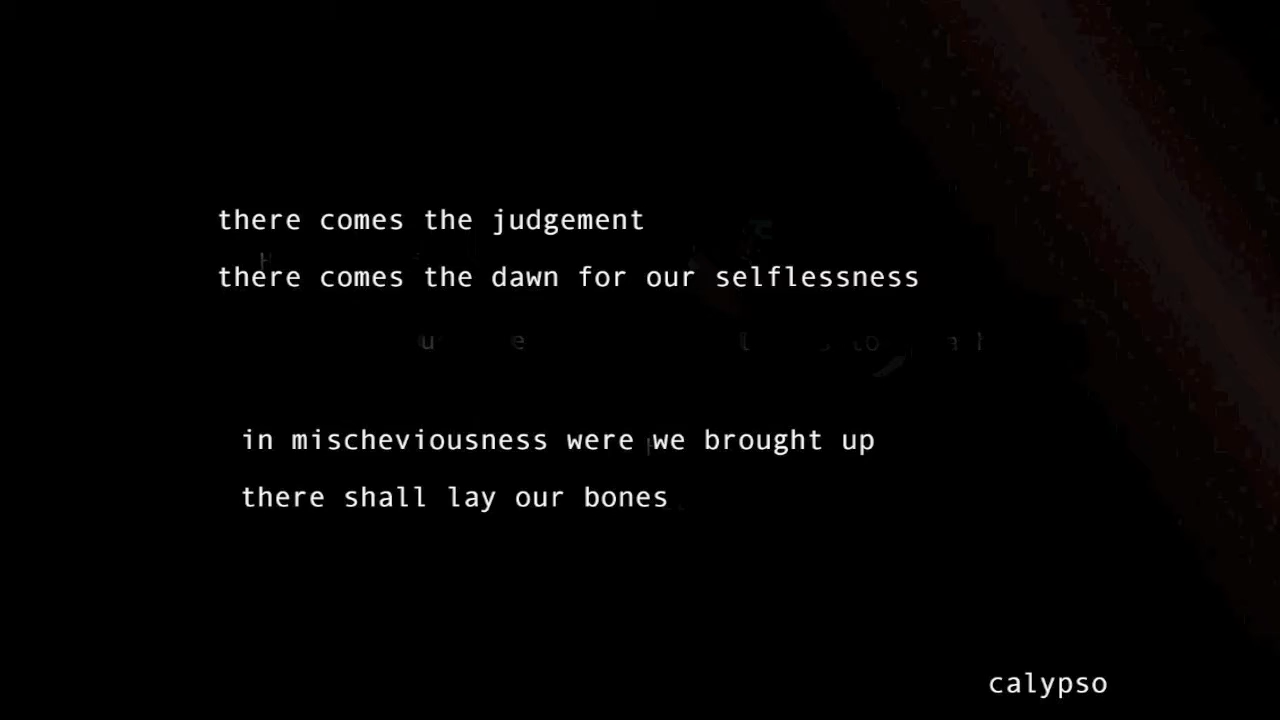 there comes the judgement
there comes the dawn for our selflessness
in mischeviousness were we brought up
there shall lay our bones
calypso